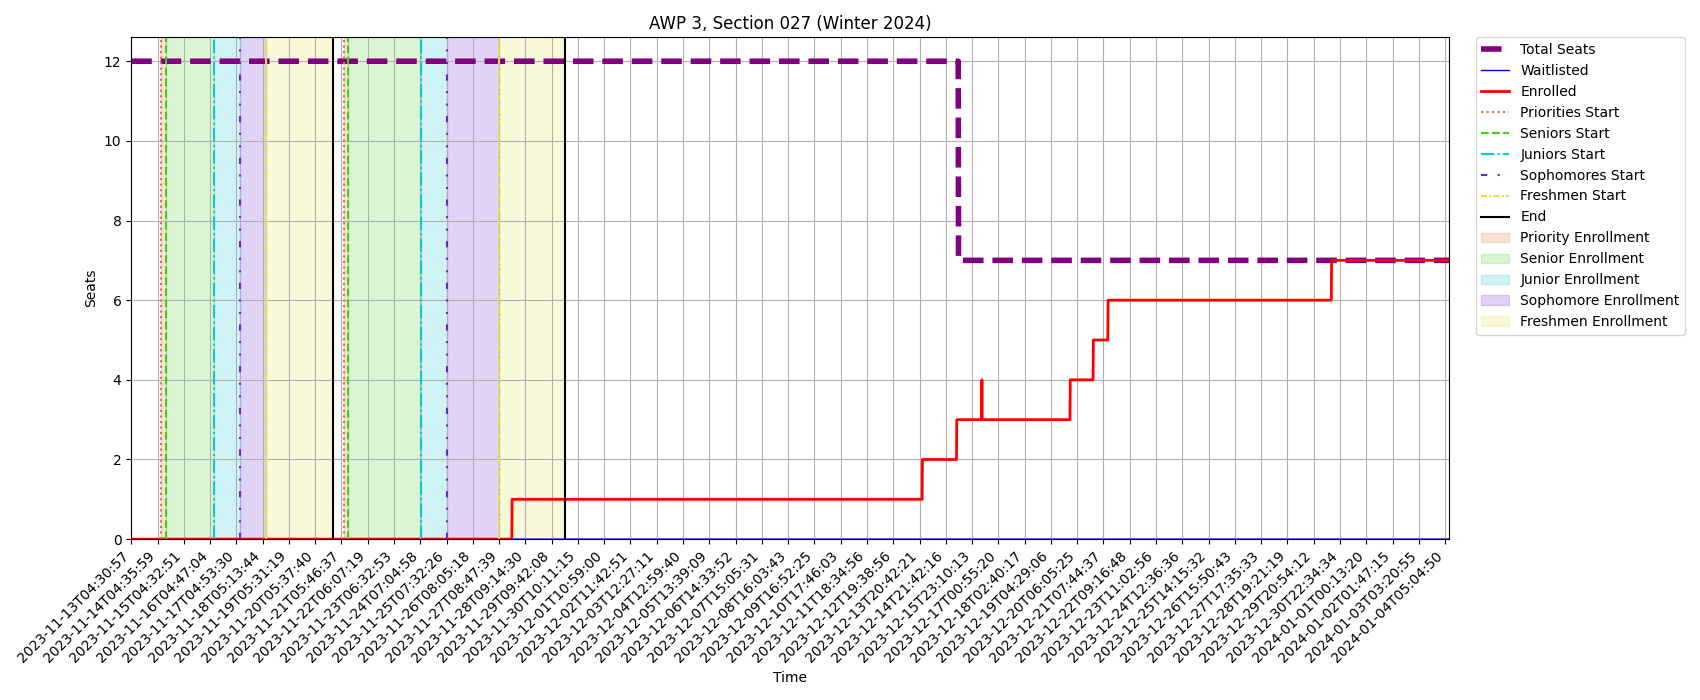 AWP 3, Section 027 (Winter 2024)
Seats
12
10
8
6
4
2
0
2023-11-13T04:30:57
2023-11-14T04:35:59
2023-11-15T04:32:51
2023-11-16T04:47:04
2023-11-17T04:53:30
2023-11-18T05:13:44
2023-11-19T05:31:19
2023-11-20T05:37:40
2023-11-21T05:46:37
2023-11-22T06:07:19
2023-11-23T06:32:53
2023-11-24T07:04:58
2023-11-25T07:32:26
2023-11-26T08:05:18
2023-11-27T08:47:39
2023-11-28T09:14:30
2023-11-29T09:42:08
2023-11-30T10:11:15
2023-12-01T10:59:00
2023-12-02T11:42:51
2023-12-03T12:27:11
2023-12-04T12:59:40
2023-12-05T13:39:09
2023-12-06T14:33:52
2023-12-07T15:05:31
2023-12-08T16:03:43
2023-12-09T16:52:25
2023-12-10T17:46:03
2023-12-11T18:34:56
2023-12-12T19:38:56
2023-12-13T20:42:21
2023-12-14T21:42:16
2023-12-15T23:10:13
2023-12-17T00:55:20
2023-12-18T02:40:17
2023-12-19T04:29:06
2023-12-20T06:05:25
2023-12-21T07:44:37
2023-12-22T09:16:48
2023-12-23T11:02:56
2023-12-24T12:36:36
2023-12-25T14:15:32
2023-12-26T15:50:43
2023-12-27T17:35:33
2023-12-28T19:21:19
2023-12-29T20:54:12
2023-12-30T22:34:34
2024-01-01T00:13:20
2024-01-02T01:47:15
2024-01-03T03:20:55
2024-01-04T05:04:50
Time
Total Seats
Waitlisted
Enrolled
Priorities Start
Seniors Start
Juniors Start
Sophomores Start
Freshmen Start
End
Priority Enrollment
Senior Enrollment
Junior Enrollment
Sophomore Enrollment
Freshmen Enrollment